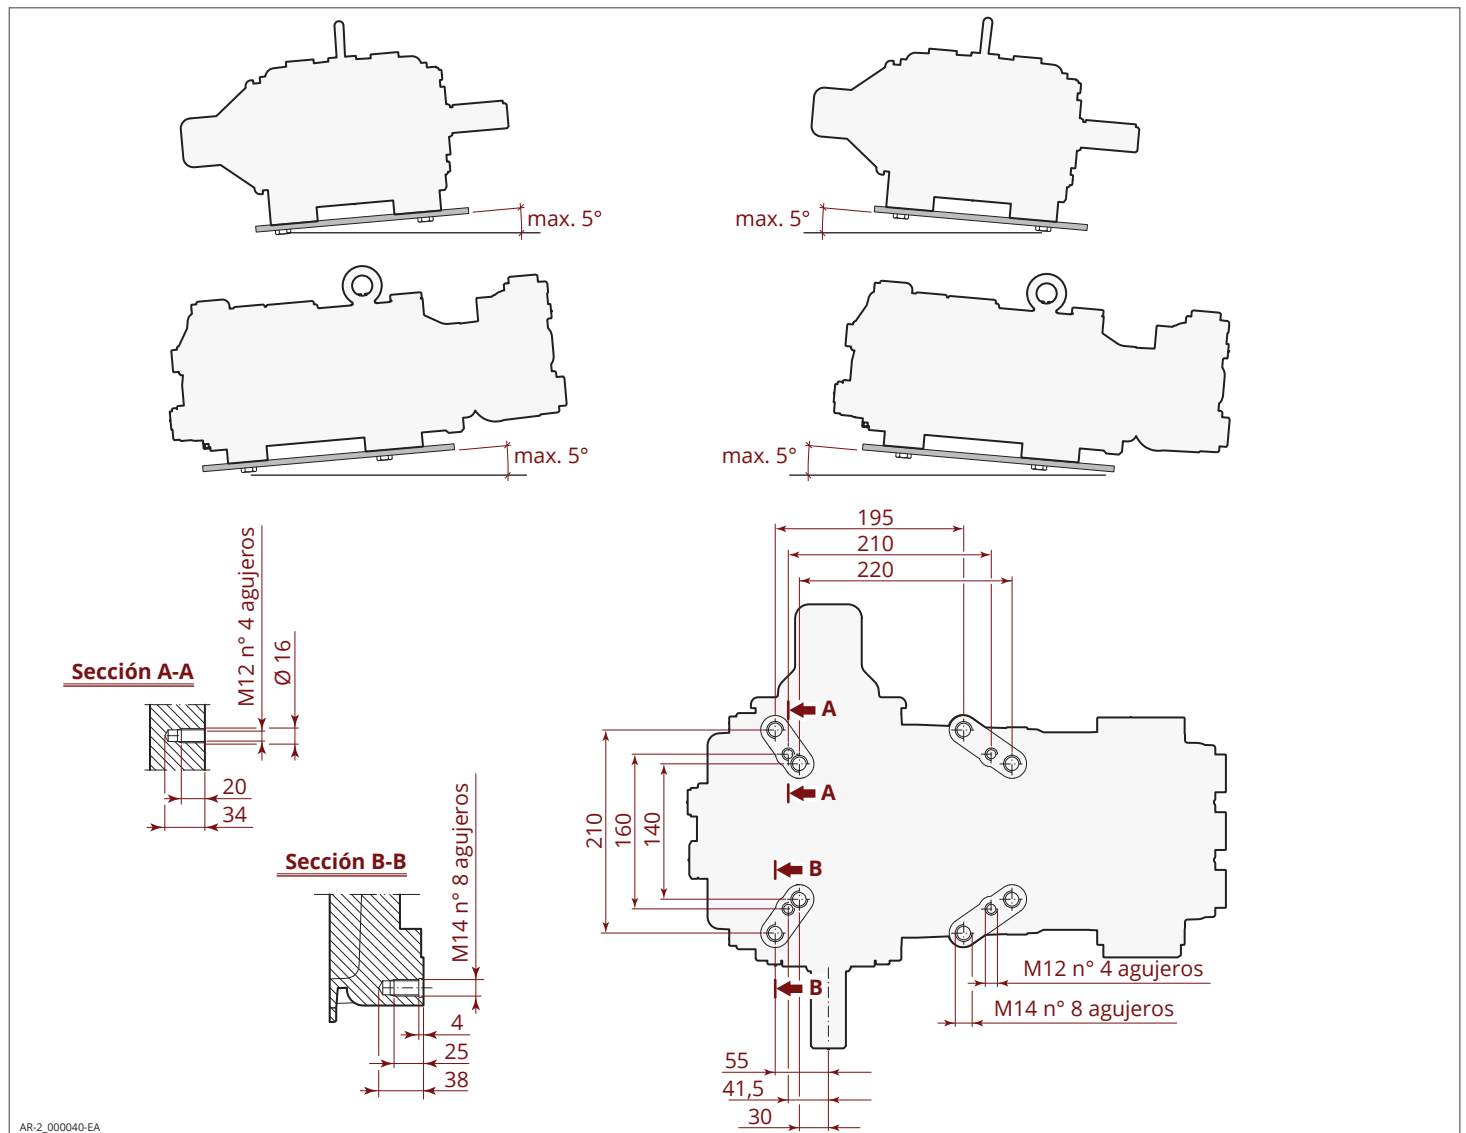 max. 5°
max. 5°
max. 5°
max. 5°
195
210
220
M12 n° 4 agujeros
Ø 16
Sección A-A
20
34
A
A
210
160
140
B
B
Sección B-B
M14 n° 8 agujeros
4
25
38
M12 n° 4 agujeros
M14 n° 8 agujeros
55
41,5
30
AR-2_000040-EA